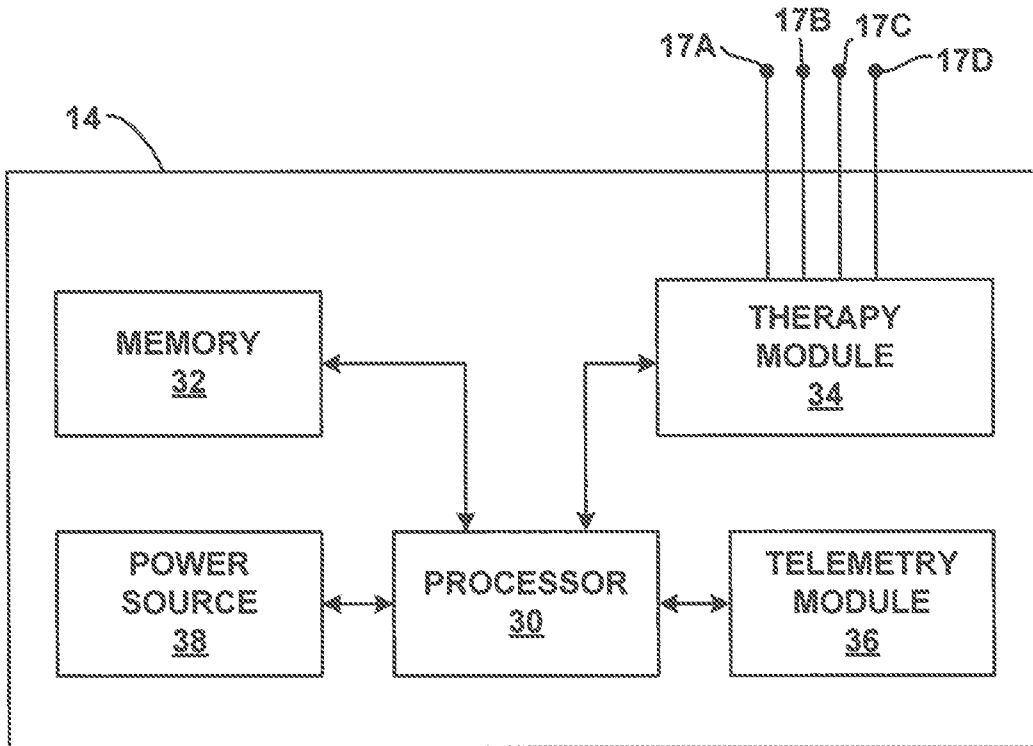 17A
17B
17C
17D
14
MEMORY
32
THERAPY
MODULE
34
POWER
SOURCE
38
PROCESSOR
30
TELEMETRY
MODULE
36